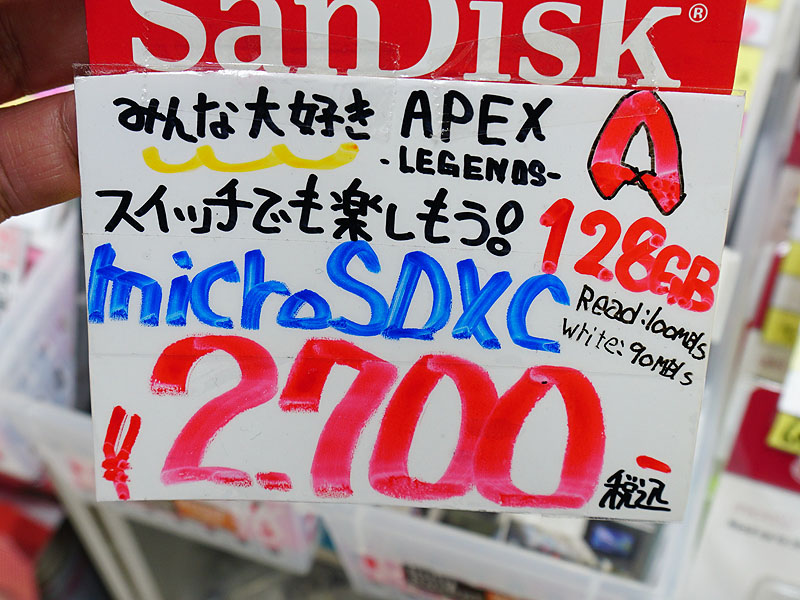 SanDisk®
みんな大好き APEX
-LEGENDS-
スイッチでも楽しもう!
128GB
microSDXC
Read:100MB/s
write:90MB/s
¥2.700-
税込